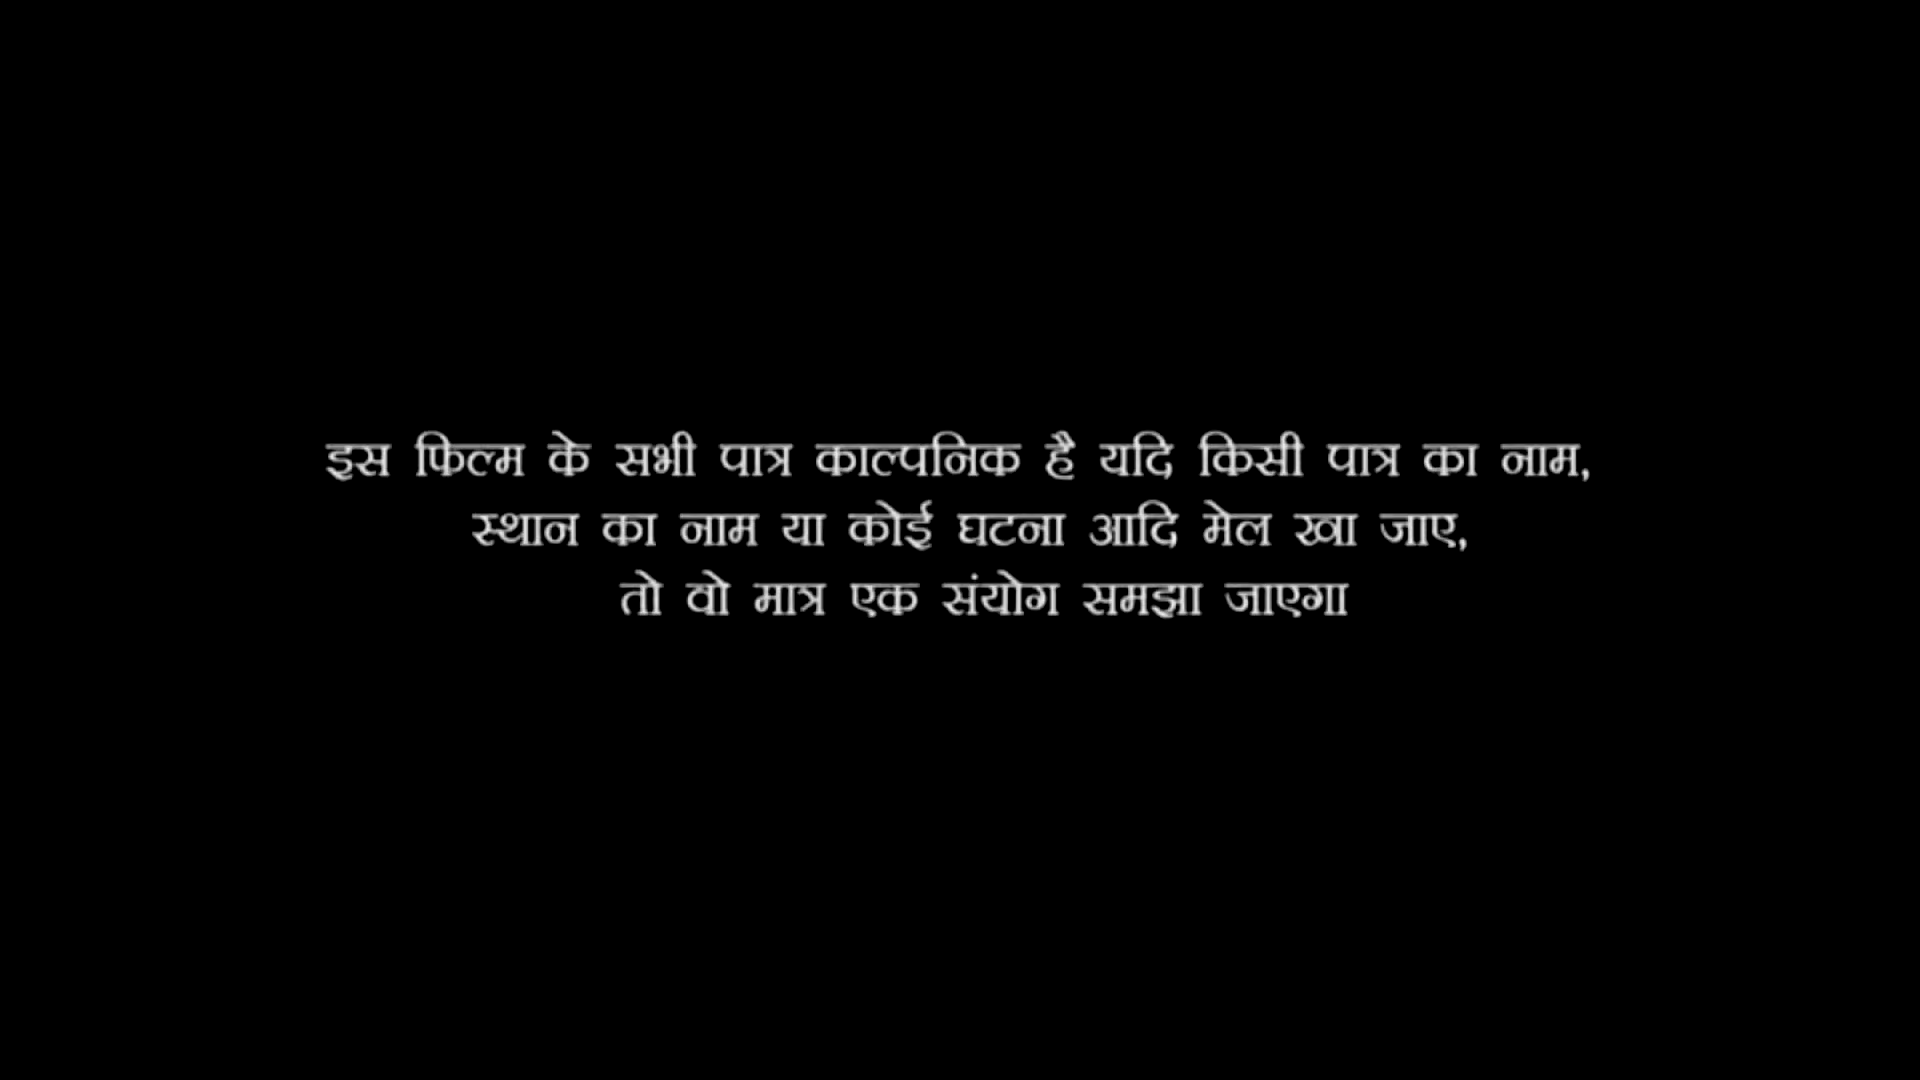 इस फिल्म के सभी पात्र काल्पनिक है यदि किसी पात्र का नाम,
स्थान का नाम या कोई घटना आदि मेल खा जाए,
तो वो मात्र एक संयोग समझा जाएगा